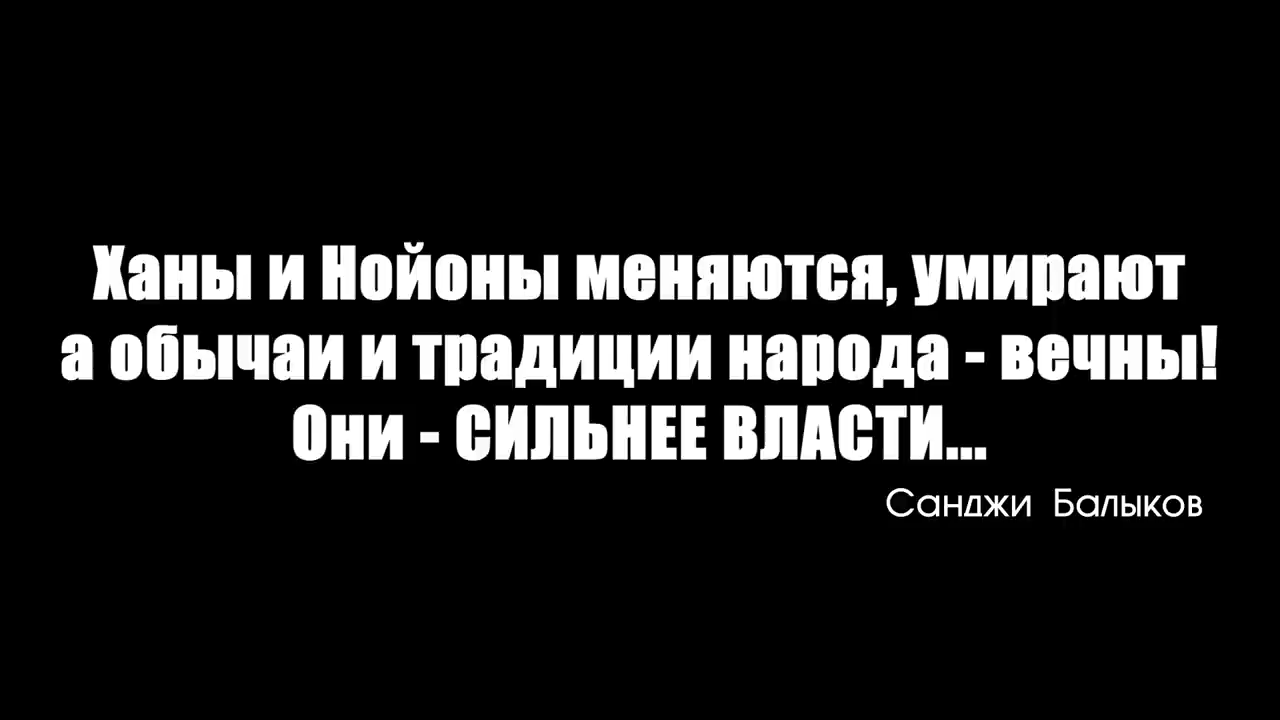 Ханы и Нойоны меняются, умирают
а обычаи и традиции народа - вечны!
Они - СИЛЬНЕЕ ВЛАСТИ...
Санджи Балыков